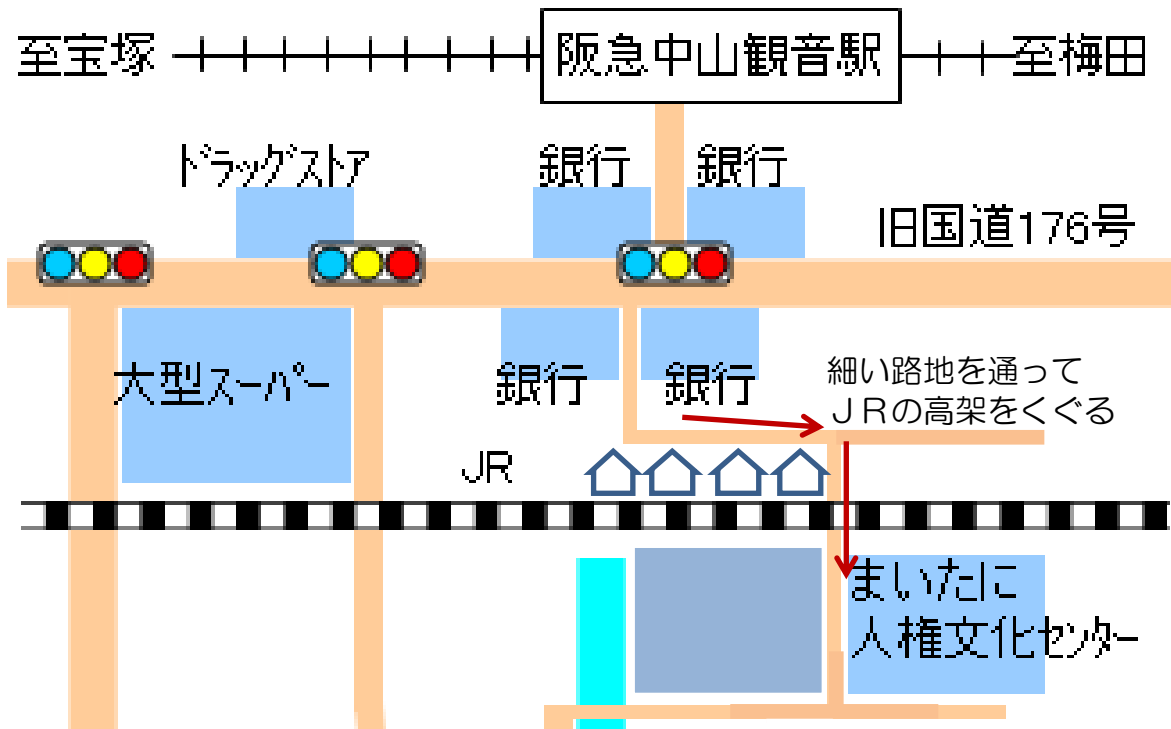 至宝塚
阪急中山観音駅
至梅田
ドラッグストア
銀行
銀行
旧国道176号
大型スーパー
銀行
銀行
細い路地を通って
ＪＲの高架をくぐる
JR
まいたに
人権文化センター